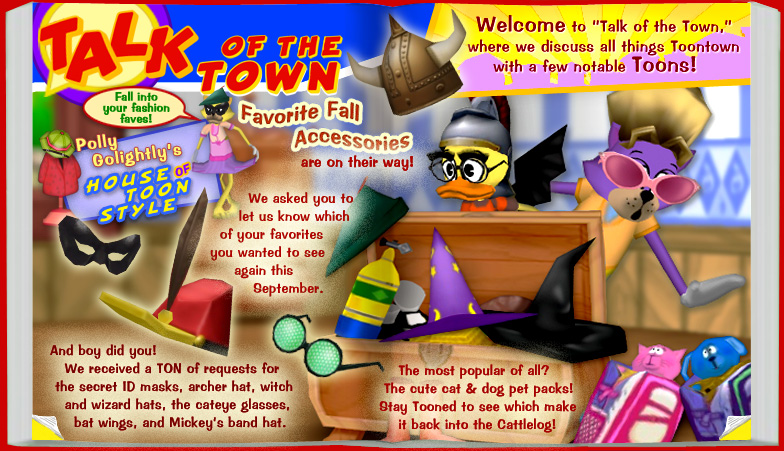 TALK
OF THE
TOWN
Welcome to "Talk of the Town,"
where we discuss all things Toontown
with a few notable Toons!
Fall into
your fashion
faves!
Polly
Golightly's
HOUSE OF
TOON
STYLE
Favorite Fall
Accessories
are on their way!
We asked you to
let us know which
of your favorites
you wanted to see
again this
September.
And boy did you!
We received a TON of requests for
the secret ID masks, archer hat, witch
and wizard hats, the cateye glasses,
bat wings, and Mickey's band hat.
The most popular of all?
The cute cat & dog pet packs!
Stay Tooned to see which make
it back into the Cattlelog!